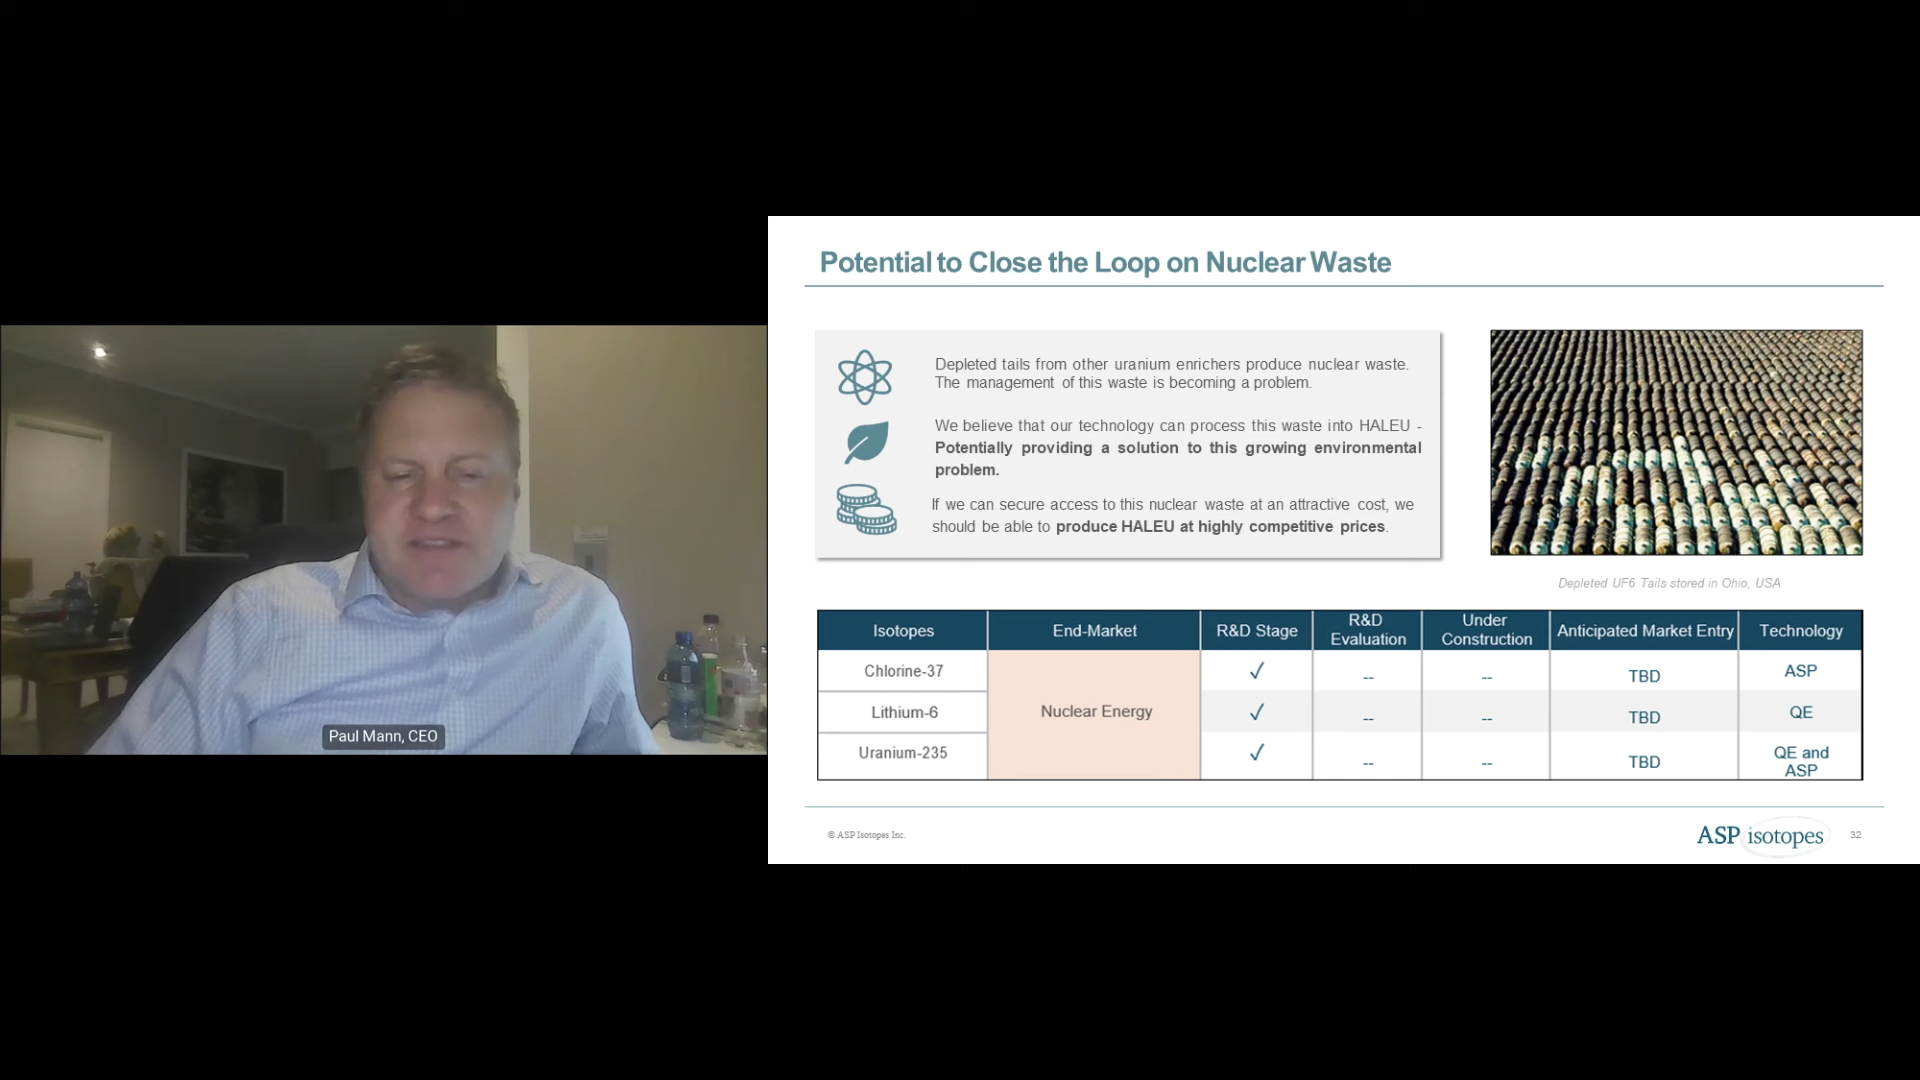 Potential to Close the Loop on Nuclear Waste
Depleted tails from other uranium enrichers produce nuclear waste.
The management of this waste is becoming a problem.
We believe that our technology can process this waste into HALEU -
Potentially providing a solution to this growing environmental
problem.
If we can secure access to this nuclear waste at an attractive cost, we
should be able to produce HALEU at highly competitive prices.
Depleted UF6 Tails stored in Ohio, USA
Isotopes End-Market R&D Stage R&D Evaluation Under Construction Anticipated Market Entry Technology
Chlorine-37 ✓ -- -- TBD ASP
Lithium-6 Nuclear Energy ✓ -- -- TBD QE
Uranium-235 ✓ -- -- TBD QE and ASP
Paul Mann, CEO
© ASP Isotopes Inc.
ASP isotopes
32